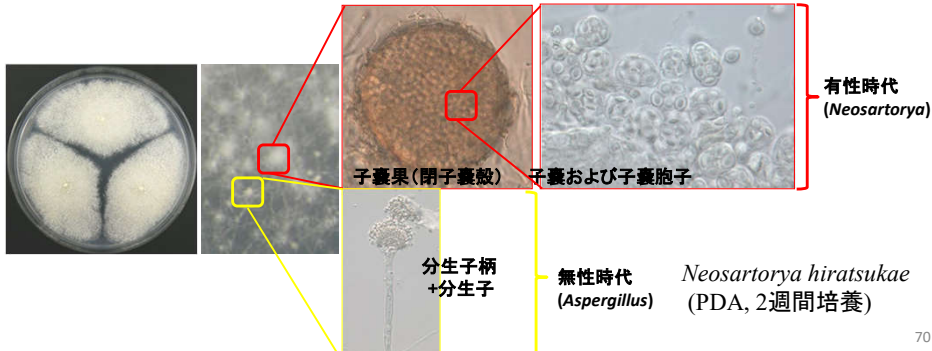 子嚢果(閉子嚢殻)
子嚢および子嚢胞子
有性時代
(Neosartorya)
分生子柄
+分生子
無性時代
(Aspergillus)
Neosartorya hiratsukae
(PDA, 2週間培養)
70